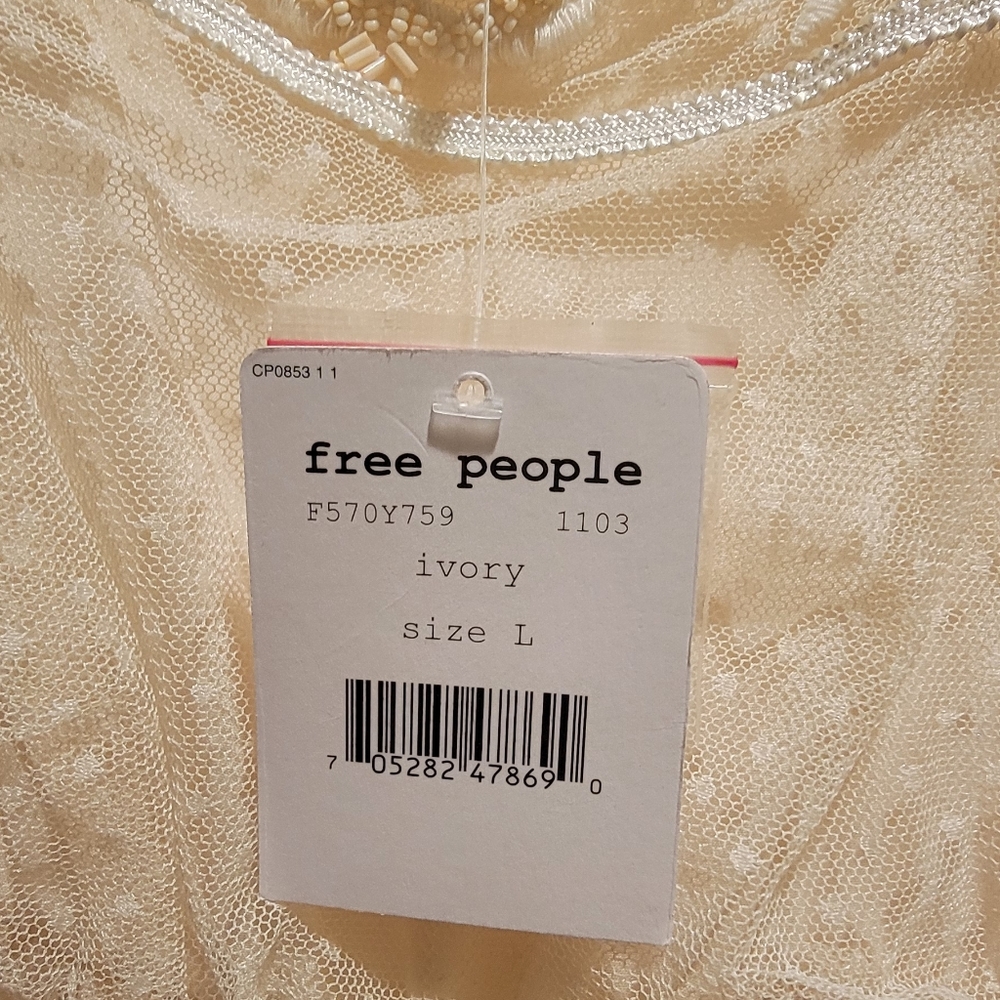 CP0853 1 1
free people
F570Y759 1103
ivory
size L
7 05282 47869 0